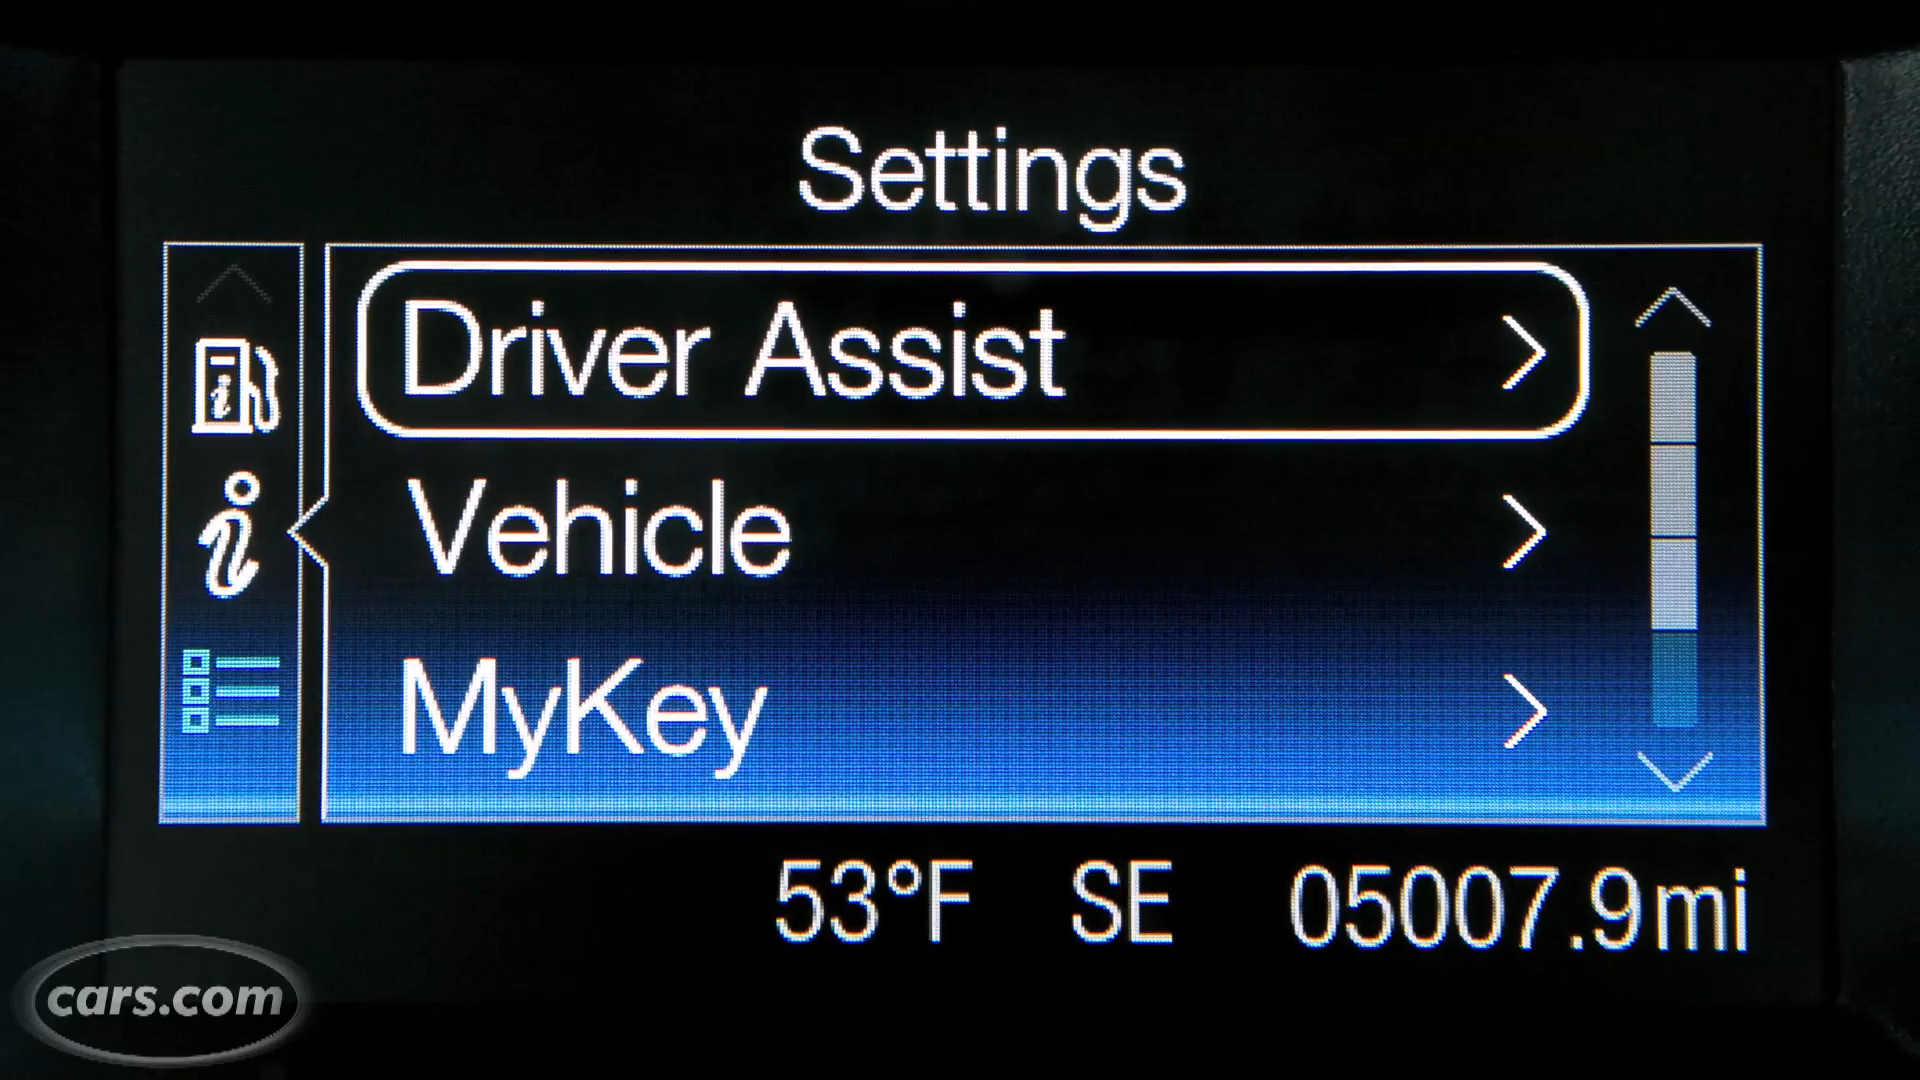 Settings
Driver Assist
Vehicle
MyKey
53°F SE 05007.9mi
cars.com